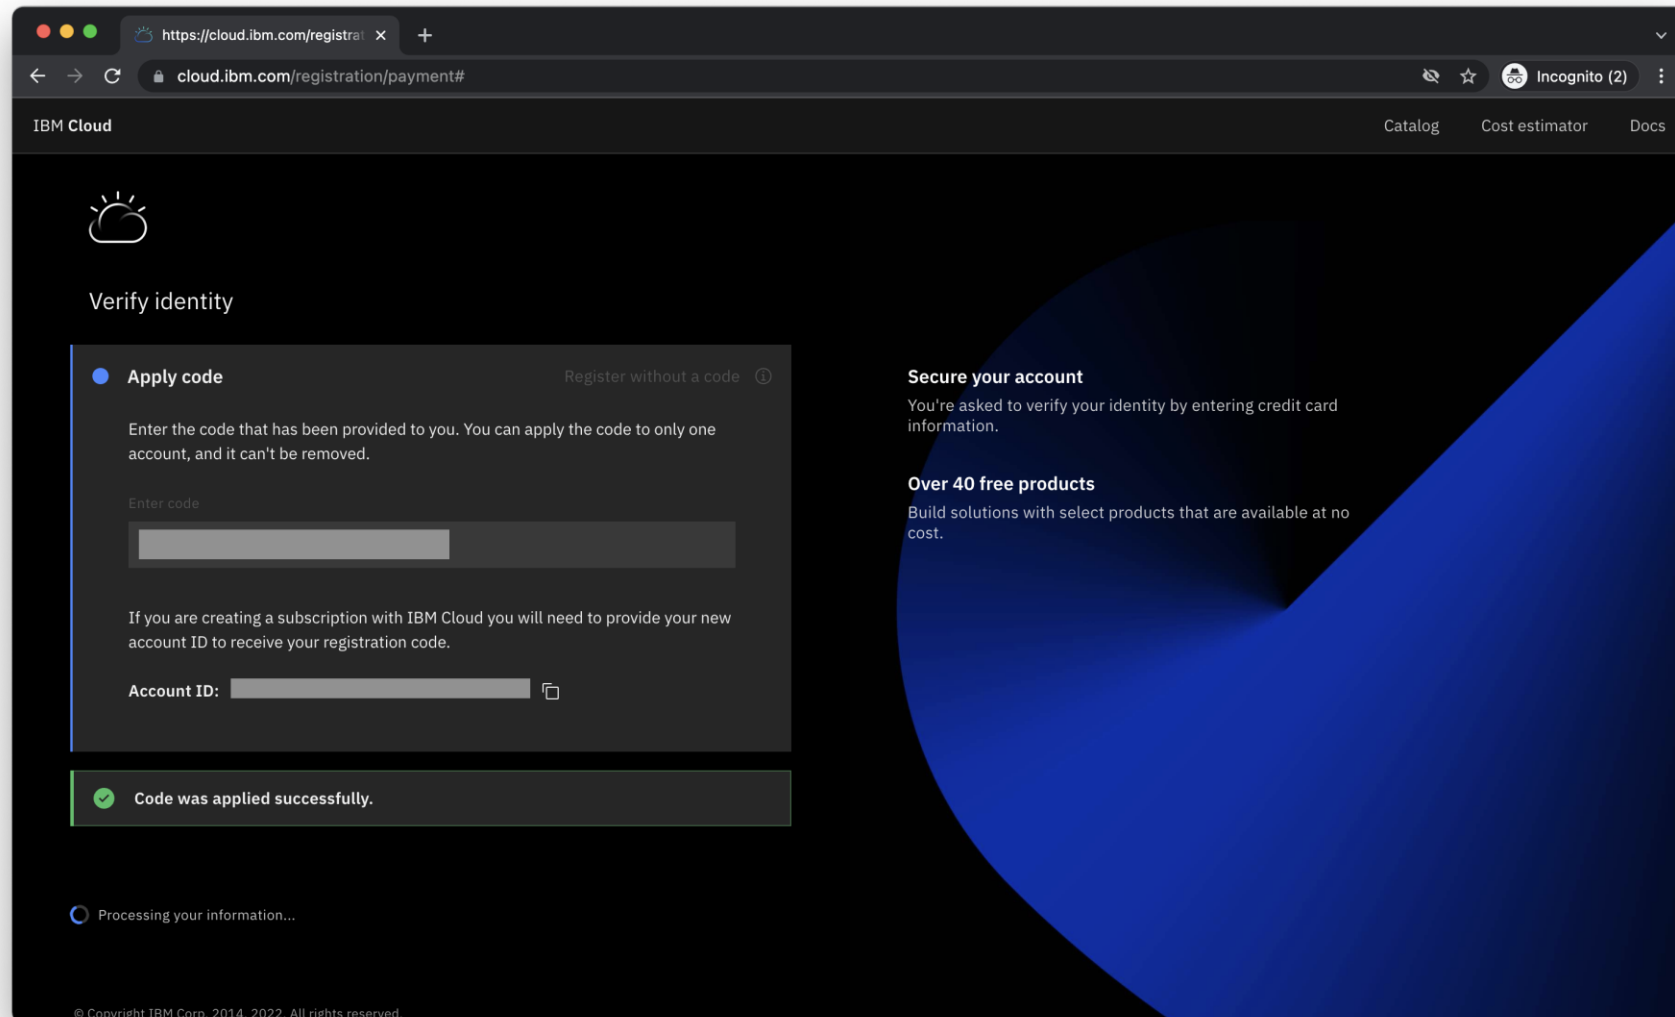 https://cloud.ibm.com/registrat
cloud.ibm.com/registration/payment#
Incognito (2)
IBM Cloud
Catalog
Cost estimator
Docs
Verify identity
Apply code
Register without a code
Enter the code that has been provided to you. You can apply the code to only one
account, and it can't be removed.
Enter code
If you are creating a subscription with IBM Cloud you will need to provide your new
account ID to receive your registration code.
Account ID:
Code was applied successfully.
Processing your information...
Secure your account
You're asked to verify your identity by entering credit card
information.
Over 40 free products
Build solutions with select products that are available at no
cost.
© Copyright IBM Corp. 2014, 2022. All rights reserved.